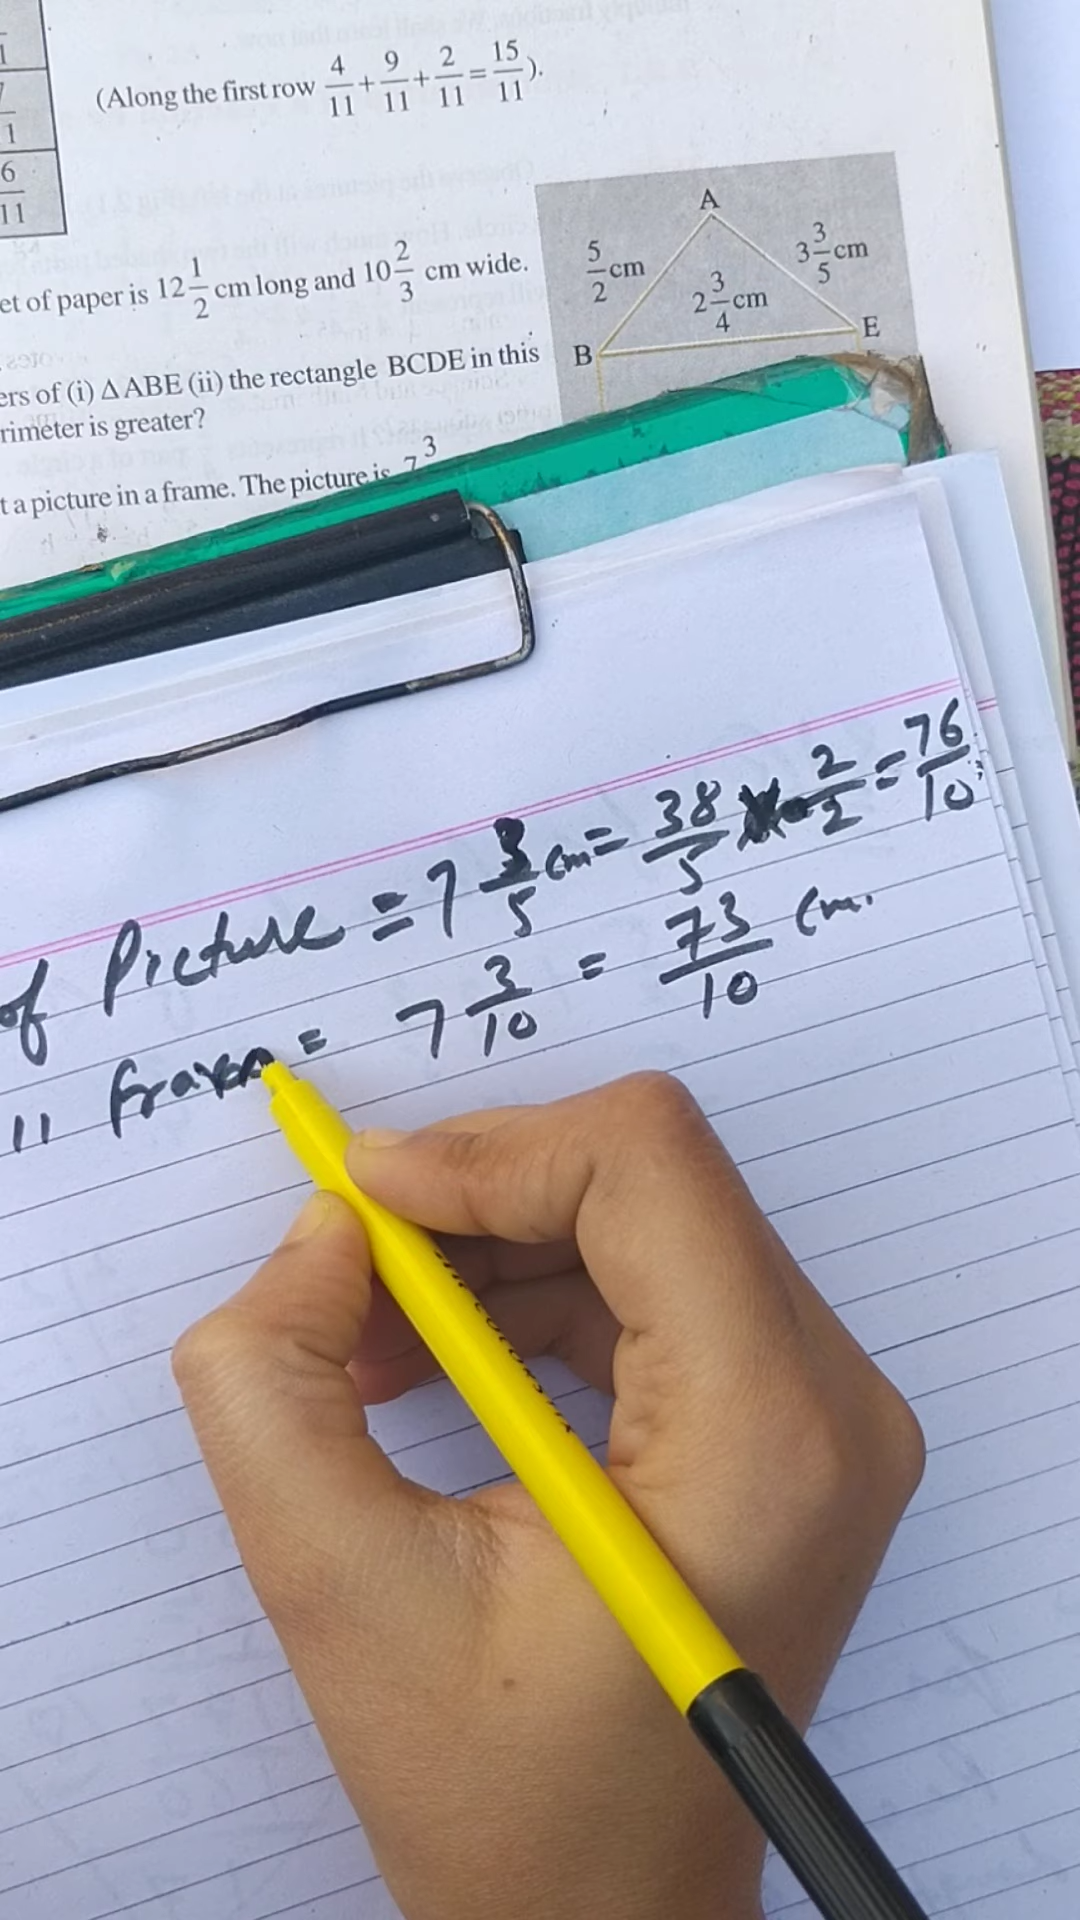 1
7
1
6
11
(Along the first row 4/11 + 9/11 + 2/11 = 15/11).
A
5/2 cm
3 3/5 cm
2 3/4 cm
B
E
et of paper is 12 1/2 cm long and 10 2/3 cm wide.
ers of (i) Δ ABE (ii) the rectangle BCDE in this
rimeter is greater?
t a picture in a frame. The picture is 7 3
of Picture = 7 3/5 cm = 38/5 × 2/2 = 76/10
" = 7 3/10 = 73/10 cm.